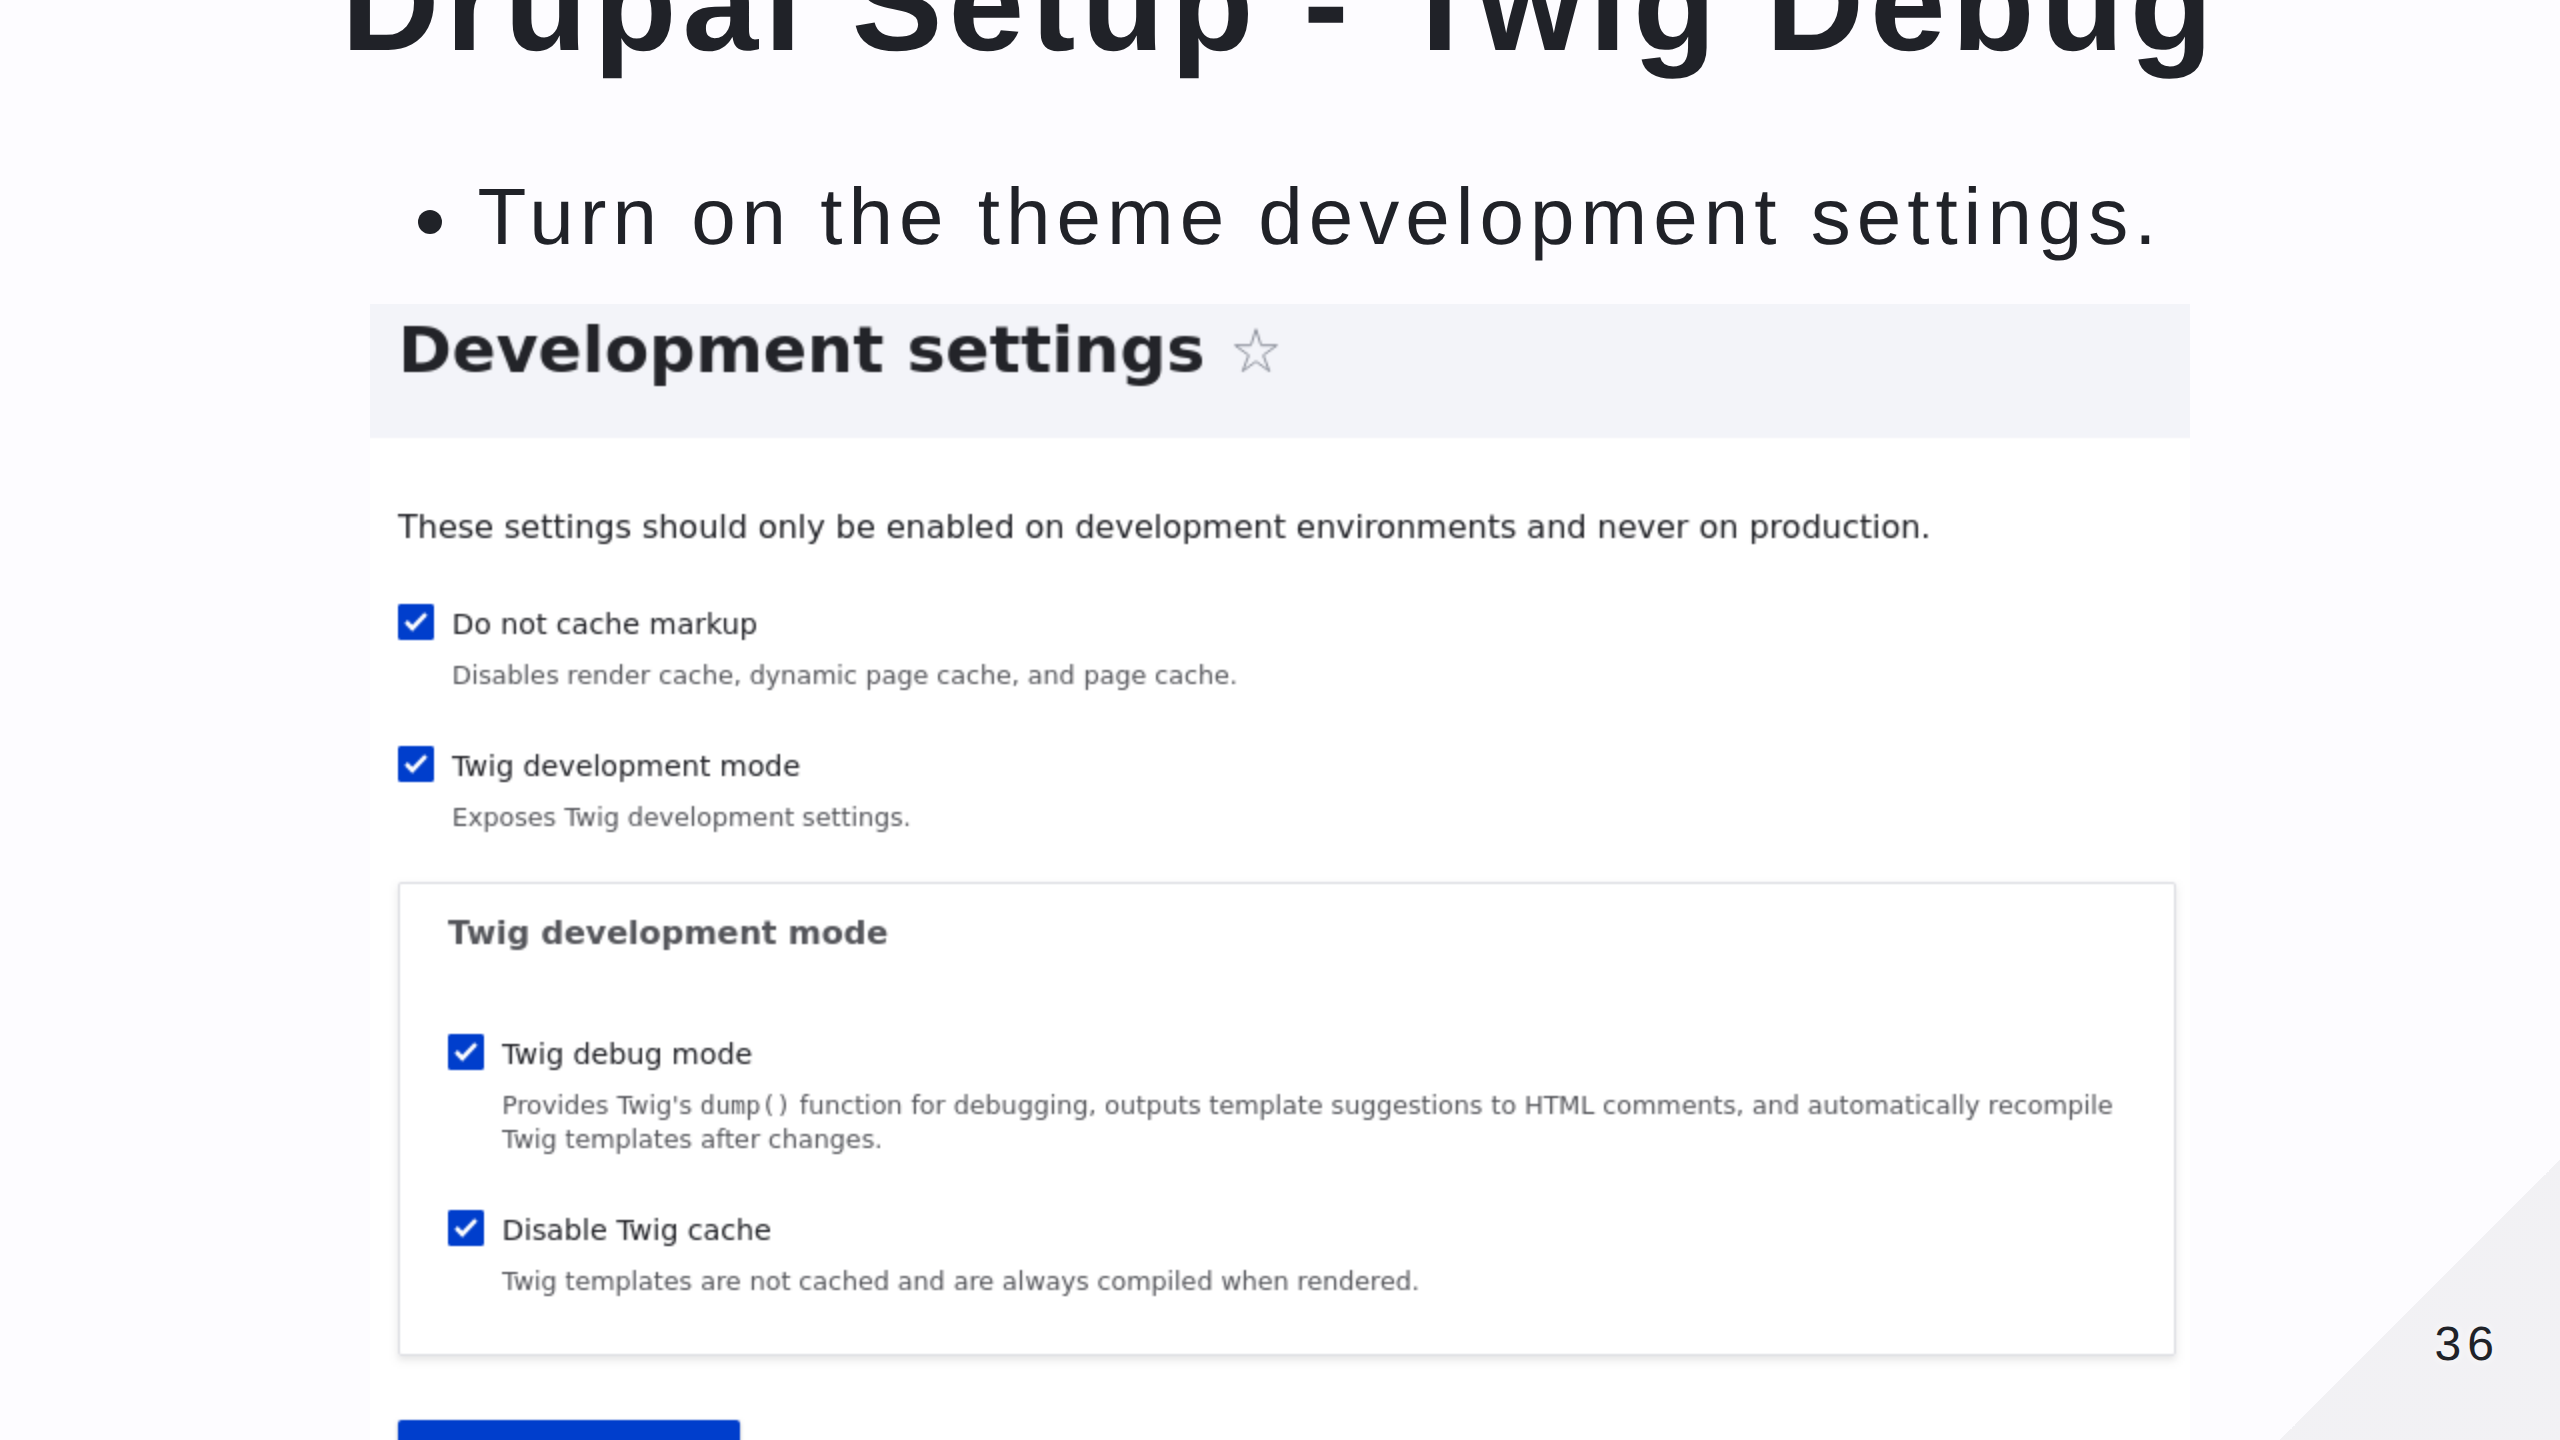 Drupal Setup - Twig Debug
• Turn on the theme development settings.
Development settings ☆
These settings should only be enabled on development environments and never on production.
Do not cache markup
Disables render cache, dynamic page cache, and page cache.
Twig development mode
Exposes Twig development settings.
Twig development mode
Twig debug mode
Provides Twig's dump() function for debugging, outputs template suggestions to HTML comments, and automatically recompile
Twig templates after changes.
Disable Twig cache
Twig templates are not cached and are always compiled when rendered.
36